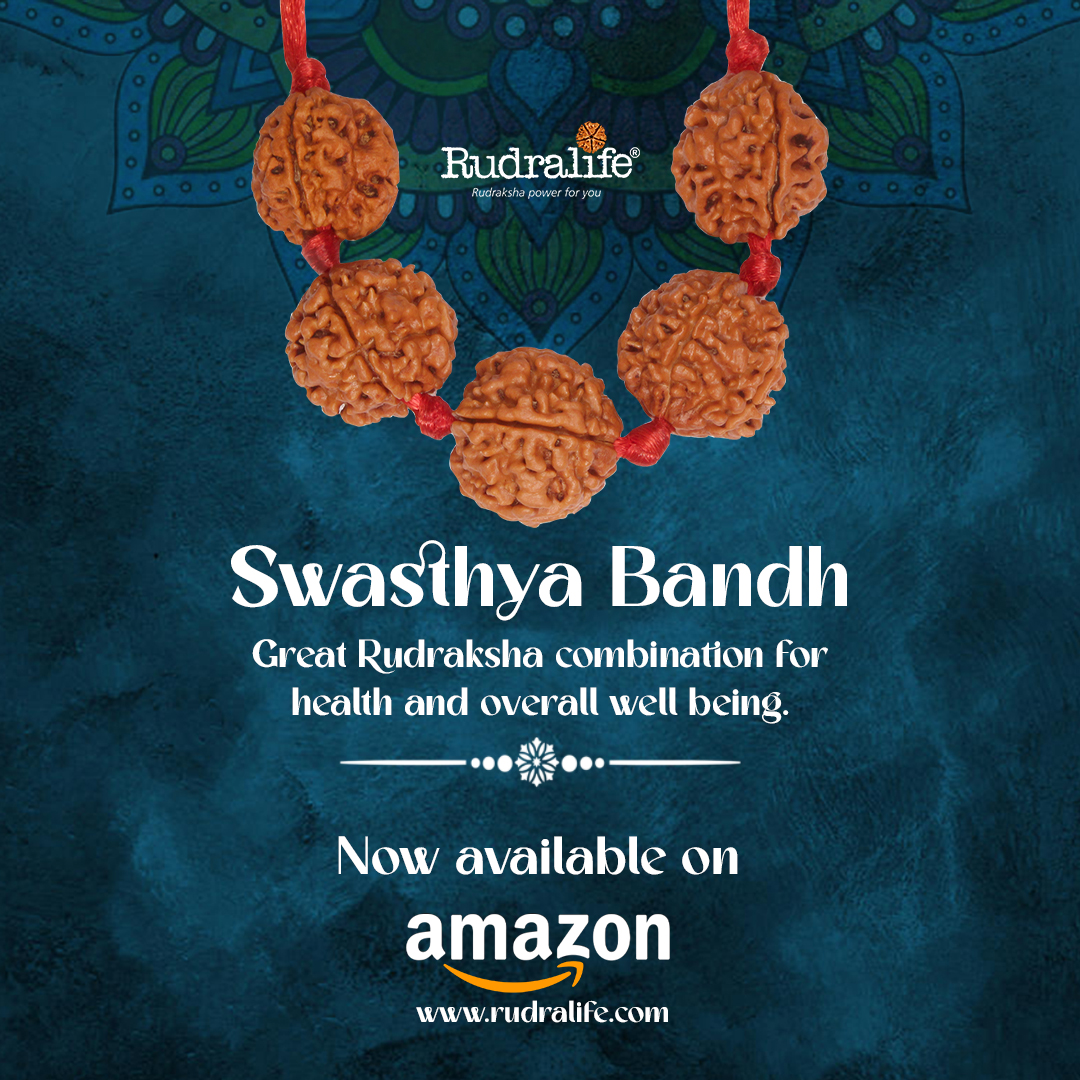 Rudralife®
Rudraksha power for you
Swasthya Bandh
Great Rudraksha combination for
health and overall well being.
Now available on
amazon
www.rudralife.com